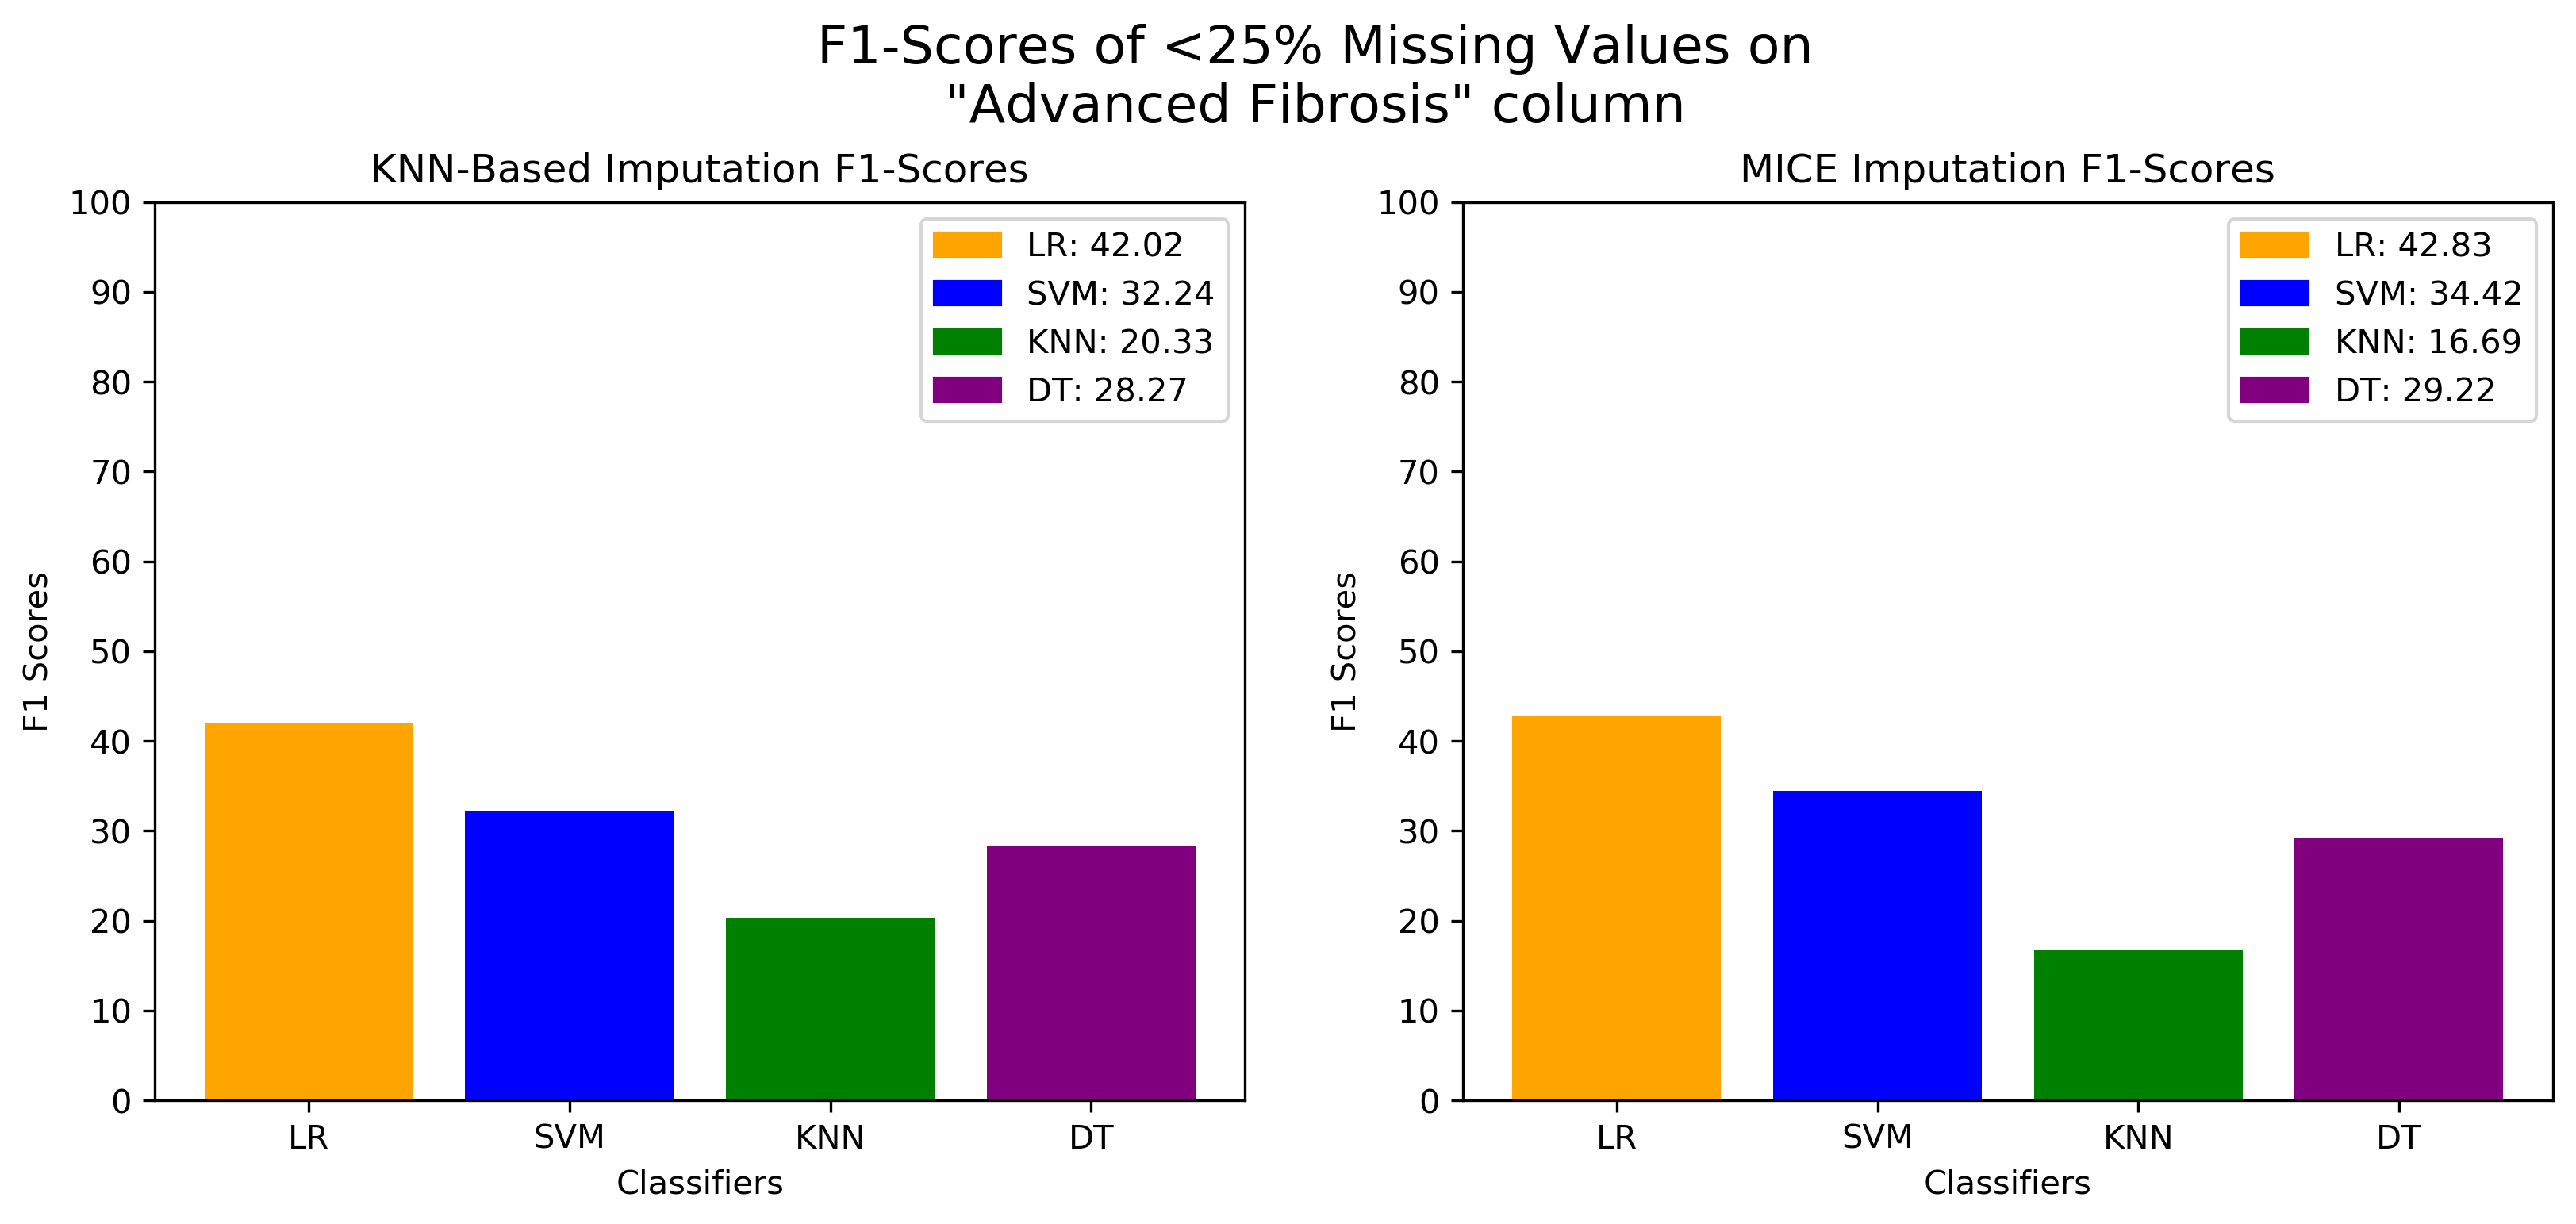 F1-Scores of <25% Missing Values on
"Advanced Fibrosis" column
KNN-Based Imputation F1-Scores
100
90
80
70
60
50
40
30
20
10
0
F1 Scores
LR: 42.02
SVM: 32.24
KNN: 20.33
DT: 28.27
LR
SVM
KNN
DT
Classifiers
MICE Imputation F1-Scores
100
90
80
70
60
50
40
30
20
10
0
F1 Scores
LR: 42.83
SVM: 34.42
KNN: 16.69
DT: 29.22
LR
SVM
KNN
DT
Classifiers